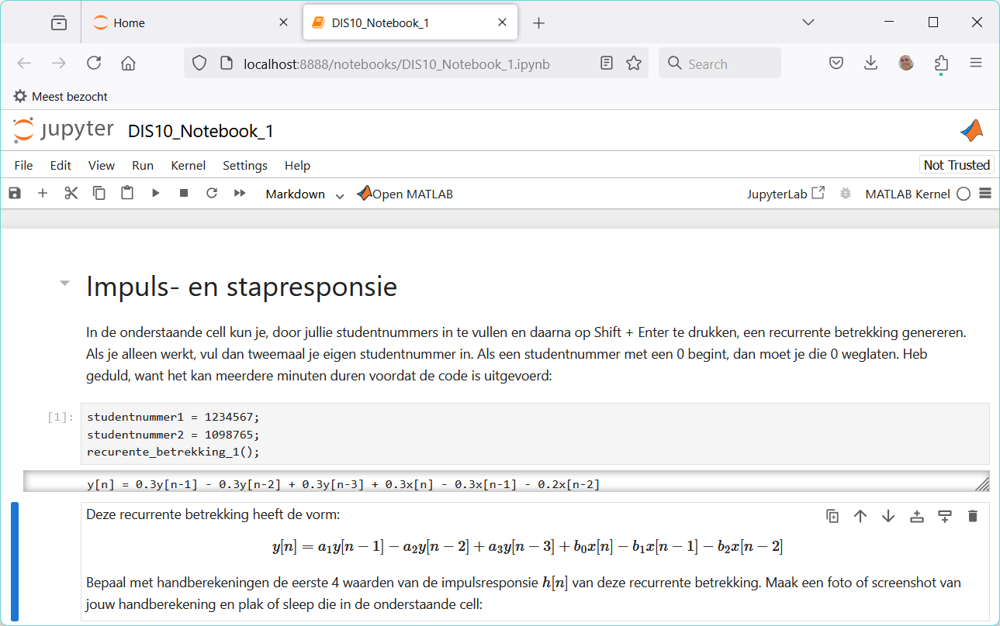 Home
DIS10_Notebook_1
localhost:8888/notebooks/DIS10_Notebook_1.ipynb
Search
Meest bezocht
jupyter DIS10_Notebook_1
File Edit View Run Kernel Settings Help
Not Trusted
Markdown Open MATLAB JupyterLab MATLAB Kernel
Impuls- en stapresponsie
In de onderstaande cell kun je, door jullie studentnummers in te vullen en daarna op Shift + Enter te drukken, een recurrente betrekking genereren.
Als je alleen werkt, vul dan tweemaal je eigen studentnummer in. Als een studentnummer met een 0 begint, dan moet je die 0 weglaten. Heb
geduld, want het kan meerdere minuten duren voordat de code is uitgevoerd:
[1]: studentnummer1 = 1234567;
studentnummer2 = 1098765;
recurente_betrekking_1();
y[n] = 0.3y[n-1] - 0.3y[n-2] + 0.3y[n-3] + 0.3x[n] - 0.3x[n-1] - 0.2x[n-2]
Deze recurrente betrekking heeft de vorm:
y[n] = a₁y[n − 1] − a₂y[n − 2] + a₃y[n − 3] + b₀x[n] − b₁x[n − 1] − b₂x[n − 2]
Bepaal met handberekeningen de eerste 4 waarden van de impulsresponsie h[n] van deze recurrente betrekking. Maak een foto of screenshot van
jouw handberekening en plak of sleep die in de onderstaande cell: